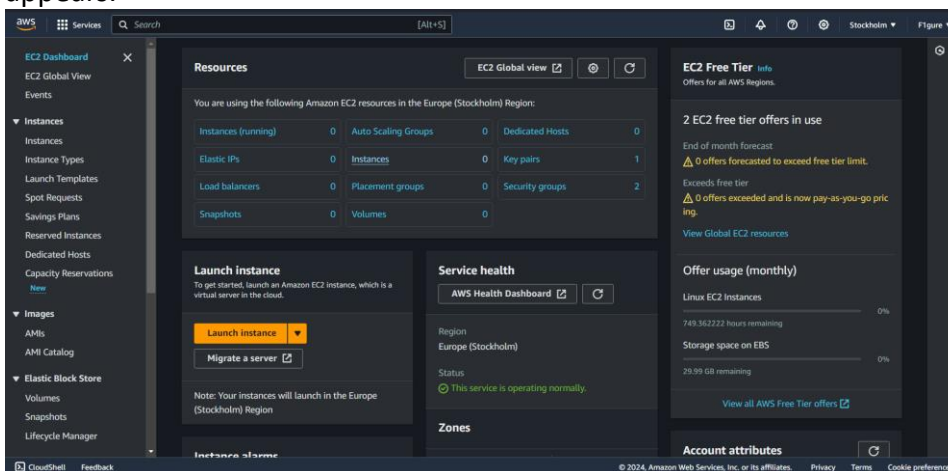 aws Services Search [Alt+S] Stockholm F1gure
EC2 Dashboard
EC2 Global View
Events
Instances
Instances
Instance Types
Launch Templates
Spot Requests
Savings Plans
Reserved Instances
Dedicated Hosts
Capacity Reservations
New
Images
AMIs
AMI Catalog
Elastic Block Store
Volumes
Snapshots
Lifecycle Manager
Resources
EC2 Global view
You are using the following Amazon EC2 resources in the Europe (Stockholm) Region:
Instances (running) 0 Auto Scaling Groups 0 Dedicated Hosts 0
Elastic IPs 0 Instances 0 Key pairs 1
Load balancers 0 Placement groups 0 Security groups 2
Snapshots 0 Volumes 0
Launch instance
To get started, launch an Amazon EC2 instance, which is a
virtual server in the cloud.
Launch instance
Migrate a server
Note: Your instances will launch in the Europe
(Stockholm) Region
Instance alarms
Service health
AWS Health Dashboard
Region
Europe (Stockholm)
Status
This service is operating normally.
Zones
EC2 Free Tier Info
Offers for all AWS Regions.
2 EC2 free tier offers in use
End of month forecast
0 offers forecasted to exceed free tier limit.
Exceeds free tier
0 offers exceeded and is now pay-as-you-go pric
ing.
View Global EC2 resources
Offer usage (monthly)
Linux EC2 Instances
0%
749.362222 hours remaining
Storage space on EBS
0%
29.99 GB remaining
View all AWS Free Tier offers
Account attributes
CloudShell Feedback © 2024, Amazon Web Services, Inc. or its affiliates. Privacy Terms Cookie preference